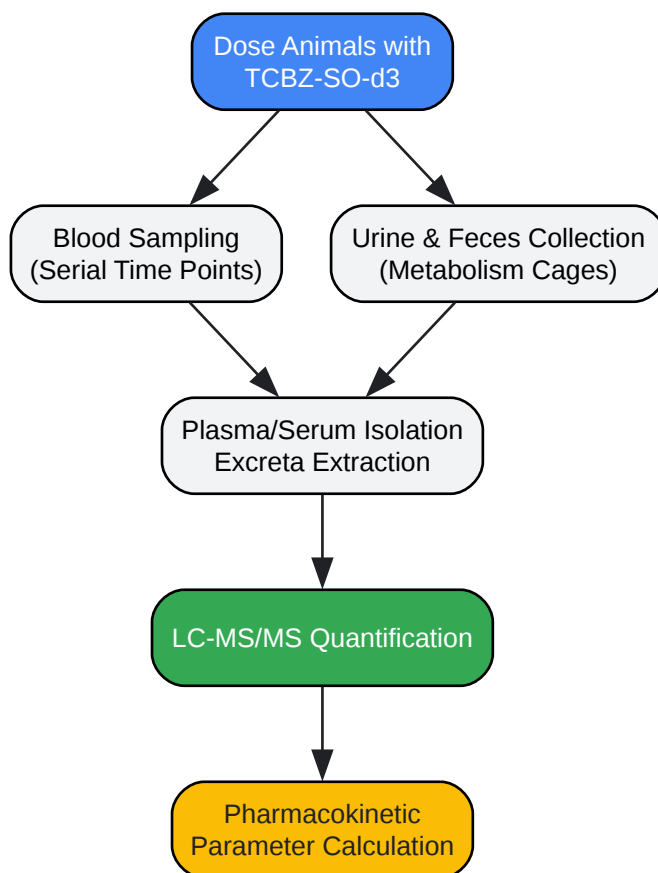 Dose Animals with
TCBZ-SO-d3
Blood Sampling
(Serial Time Points)
Urine & Feces Collection
(Metabolism Cages)
Plasma/Serum Isolation
Excreta Extraction
LC-MS/MS Quantification
Pharmacokinetic
Parameter Calculation